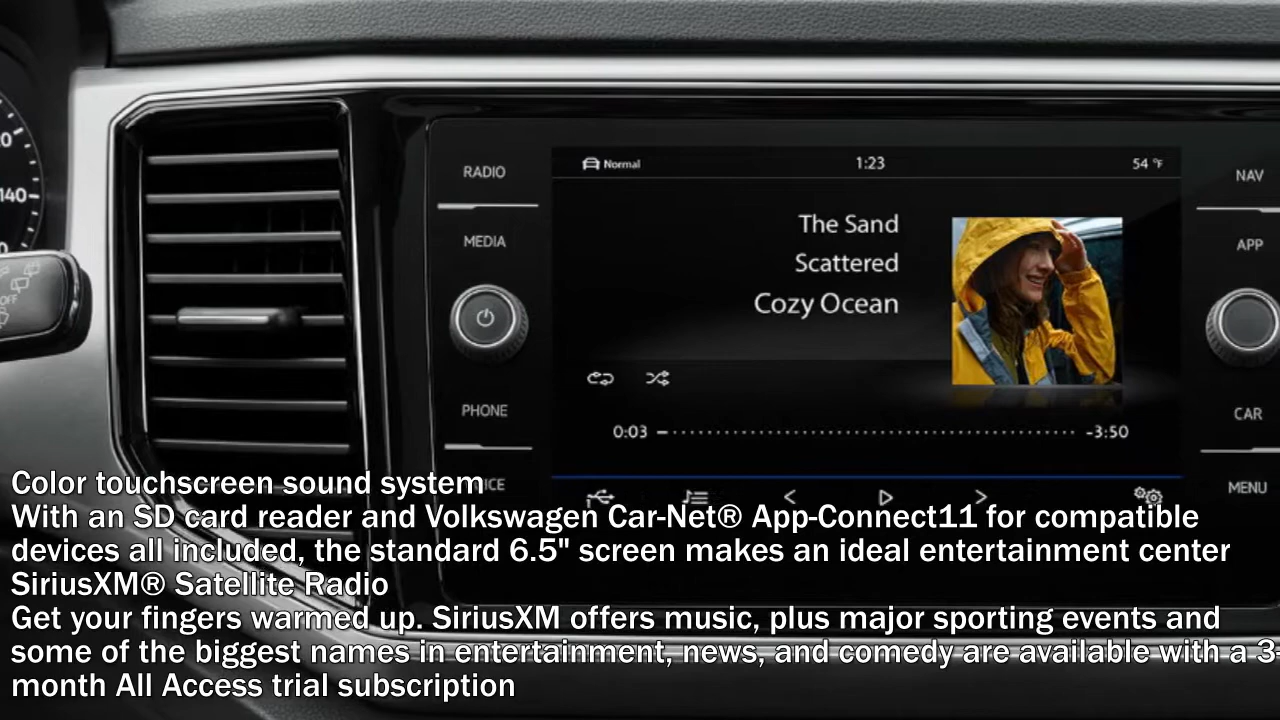 0
140
0
OFF
RADIO
MEDIA
PHONE
Normal
1:23
54 °F
The Sand
Scattered
Cozy Ocean
0:03
-3:50
NAV
APP
CAR
MENU
Color touchscreen sound system
With an SD card reader and Volkswagen Car-Net® App-Connect11 for compatible
devices all included, the standard 6.5" screen makes an ideal entertainment center
SiriusXM® Satellite Radio
Get your fingers warmed up. SiriusXM offers music, plus major sporting events and
some of the biggest names in entertainment, news, and comedy are available with a 3-
month All Access trial subscription